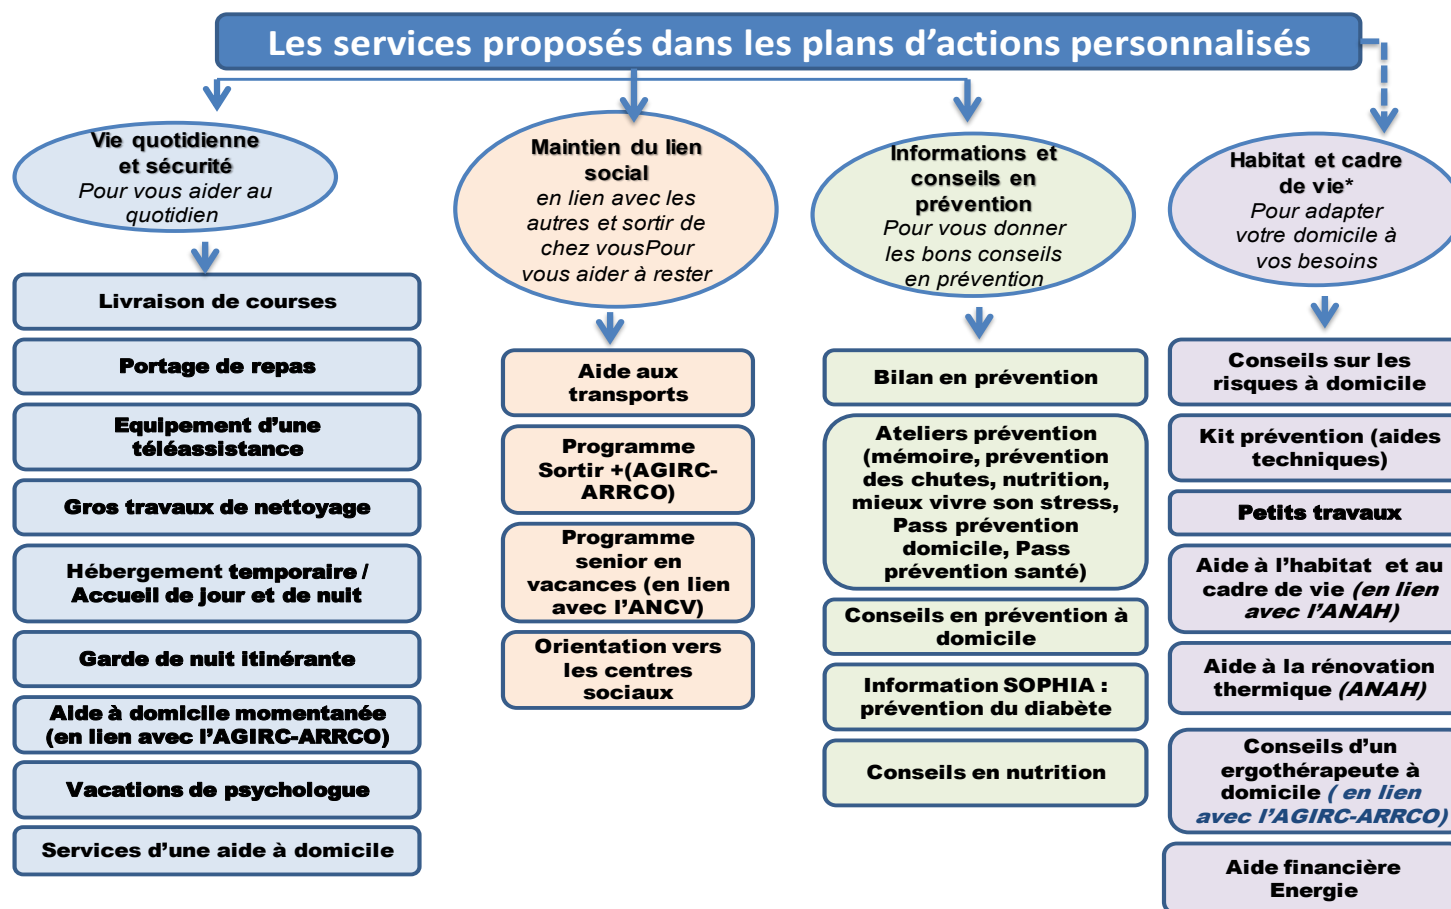 Les services proposés dans les plans d’actions personnalisés
Vie quotidienne
et sécurité
Pour vous aider au
quotidien
Livraison de courses
Portage de repas
Equipement d’une
téléassistance
Gros travaux de nettoyage
Hébergement temporaire /
Accueil de jour et de nuit
Garde de nuit itinérante
Aide à domicile momentanée
(en lien avec l’AGIRC-ARRCO)
Vacations de psychologue
Services d’une aide à domicile
Maintien du lien
social
en lien avec les
autres et sortir de
chez vousPour
vous aider à rester
Aide aux
transports
Programme
Sortir +(AGIRC-
ARRCO)
Programme
senior en
vacances (en lien
avec l’ANCV)
Orientation vers
les centres
sociaux
Informations et
conseils en
prévention
Pour vous donner
les bons conseils
en prévention
Bilan en prévention
Ateliers prévention
(mémoire, prévention
des chutes, nutrition,
mieux vivre son stress,
Pass prévention
domicile, Pass
prévention santé)
Conseils en prévention à
domicile
Information SOPHIA :
prévention du diabète
Conseils en nutrition
Habitat et cadre
de vie*
Pour adapter
votre domicile à
vos besoins
Conseils sur les
risques à domicile
Kit prévention (aides
techniques)
Petits travaux
Aide à l’habitat et au
cadre de vie (en lien
avec l’ANAH)
Aide à la rénovation
thermique (ANAH)
Conseils d’un
ergothérapeute à
domicile ( en lien
avec l’AGIRC-ARRCO)
Aide financière
Energie